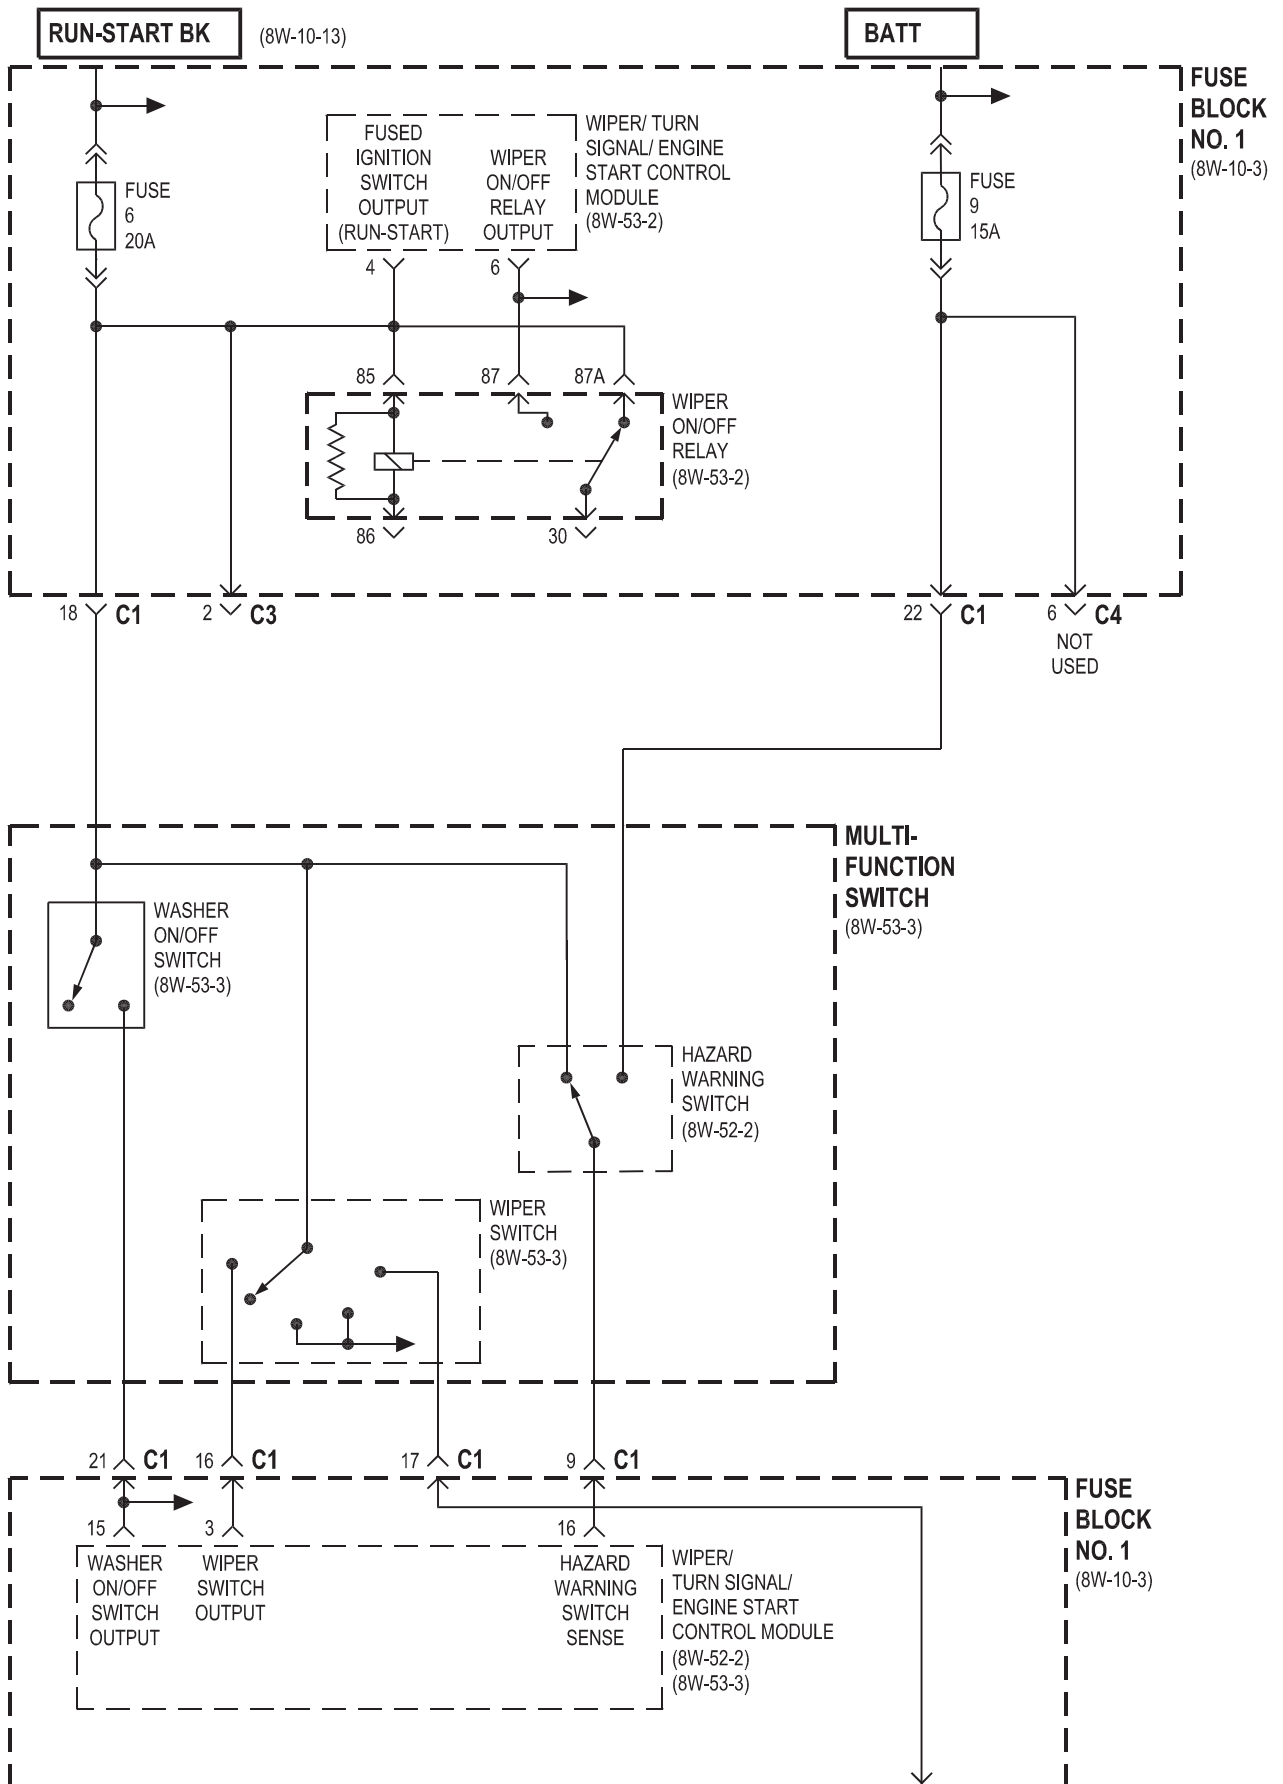 RUN-START BK
(8W-10-13)
BATT
FUSE
BLOCK
NO. 1
(8W-10-3)
FUSE
6
20A
FUSED
IGNITION
SWITCH
OUTPUT
(RUN-START)
WIPER
ON/OFF
RELAY
OUTPUT
WIPER/ TURN
SIGNAL/ ENGINE
START CONTROL
MODULE
(8W-53-2)
FUSE
9
15A
4
6
85
87
87A
WIPER
ON/OFF
RELAY
(8W-53-2)
86
30
18
C1
2
C3
22
C1
6
C4
NOT
USED
MULTI-
FUNCTION
SWITCH
(8W-53-3)
WASHER
ON/OFF
SWITCH
(8W-53-3)
HAZARD
WARNING
SWITCH
(8W-52-2)
WIPER
SWITCH
(8W-53-3)
21
C1
16
C1
17
C1
9
C1
FUSE
BLOCK
NO. 1
(8W-10-3)
15
3
16
WASHER
ON/OFF
SWITCH
OUTPUT
WIPER
SWITCH
OUTPUT
HAZARD
WARNING
SWITCH
SENSE
WIPER/
TURN SIGNAL/
ENGINE START
CONTROL MODULE
(8W-52-2)
(8W-53-3)